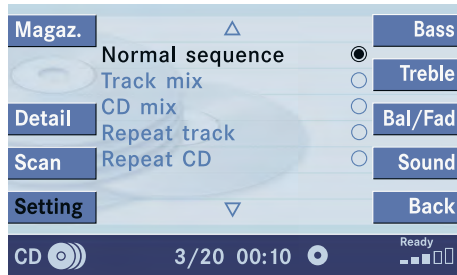 Magaz.
Bass
Normal sequence
Track mix
Treble
CD mix
Detail
Bal/Fad
Repeat track
Scan
Repeat CD
Sound
Setting
Back
CD 3/20 00:10
Ready